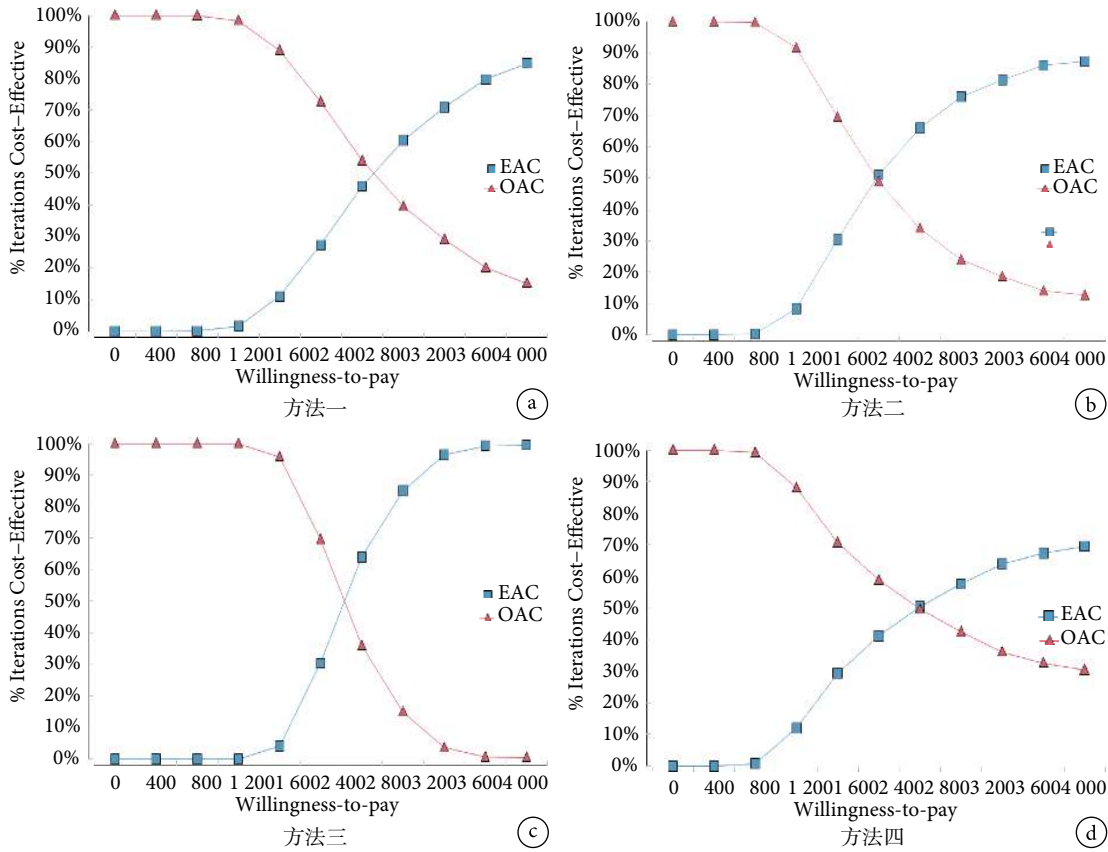 100%
90%
80%
70%
60%
50%
40%
30%
20%
10%
0%
% Iterations Cost–Effective
EAC
OAC
0 400 800 1 2001 6002 4002 8003 2003 6004 000
Willingness-to-pay
方法一
a
100%
90%
80%
70%
60%
50%
40%
30%
20%
10%
0%
% Iterations Cost–Effective
EAC
OAC
0 400 800 1 2001 6002 4002 8003 2003 6004 000
Willingness-to-pay
方法二
b
100%
90%
80%
70%
60%
50%
40%
30%
20%
10%
0%
% Iterations Cost–Effective
EAC
OAC
0 400 800 1 2001 6002 4002 8003 2003 6004 000
Willingness-to-pay
方法三
c
100%
90%
80%
70%
60%
50%
40%
30%
20%
10%
0%
% Iterations Cost–Effective
EAC
OAC
0 400 800 1 2001 6002 4002 8003 2003 6004 000
Willingness-to-pay
方法四
d